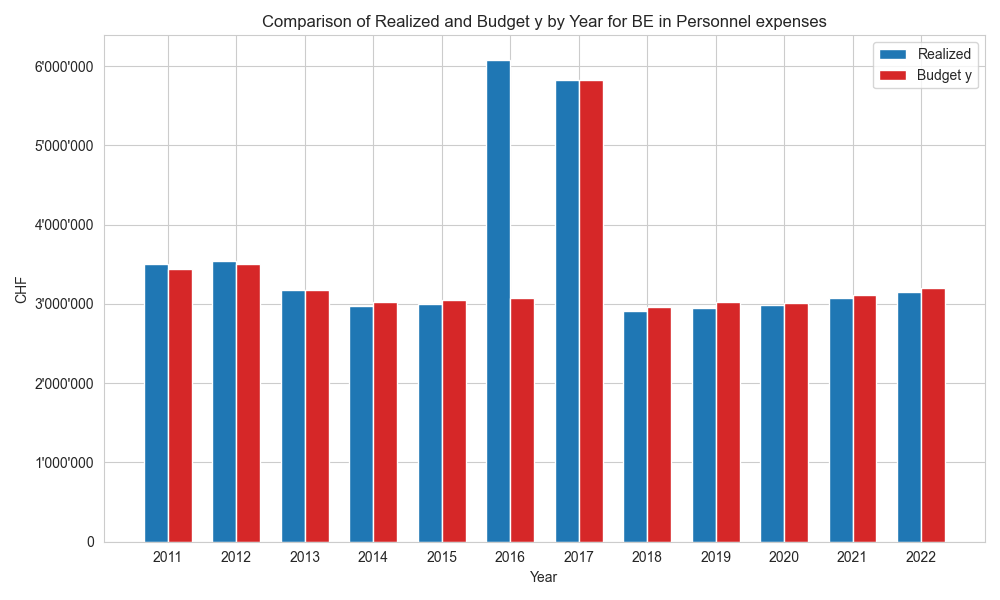 Comparison of Realized and Budget y by Year for BE in Personnel expenses
Realized
Budget y
6'000'000
5'000'000
4'000'000
3'000'000
2'000'000
1'000'000
0
CHF
2011 2012 2013 2014 2015 2016 2017 2018 2019 2020 2021 2022
Year